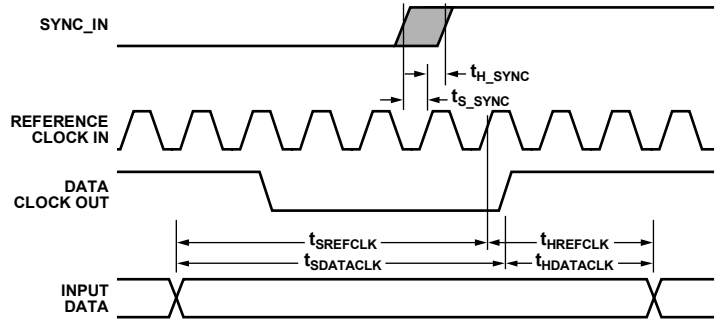 SYNC_IN
tH_SYNC
tS_SYNC
REFERENCE
CLOCK IN
DATA
CLOCK OUT
tSREFCLK
tHREFCLK
tSDATACLK
tHDATACLK
INPUT
DATA